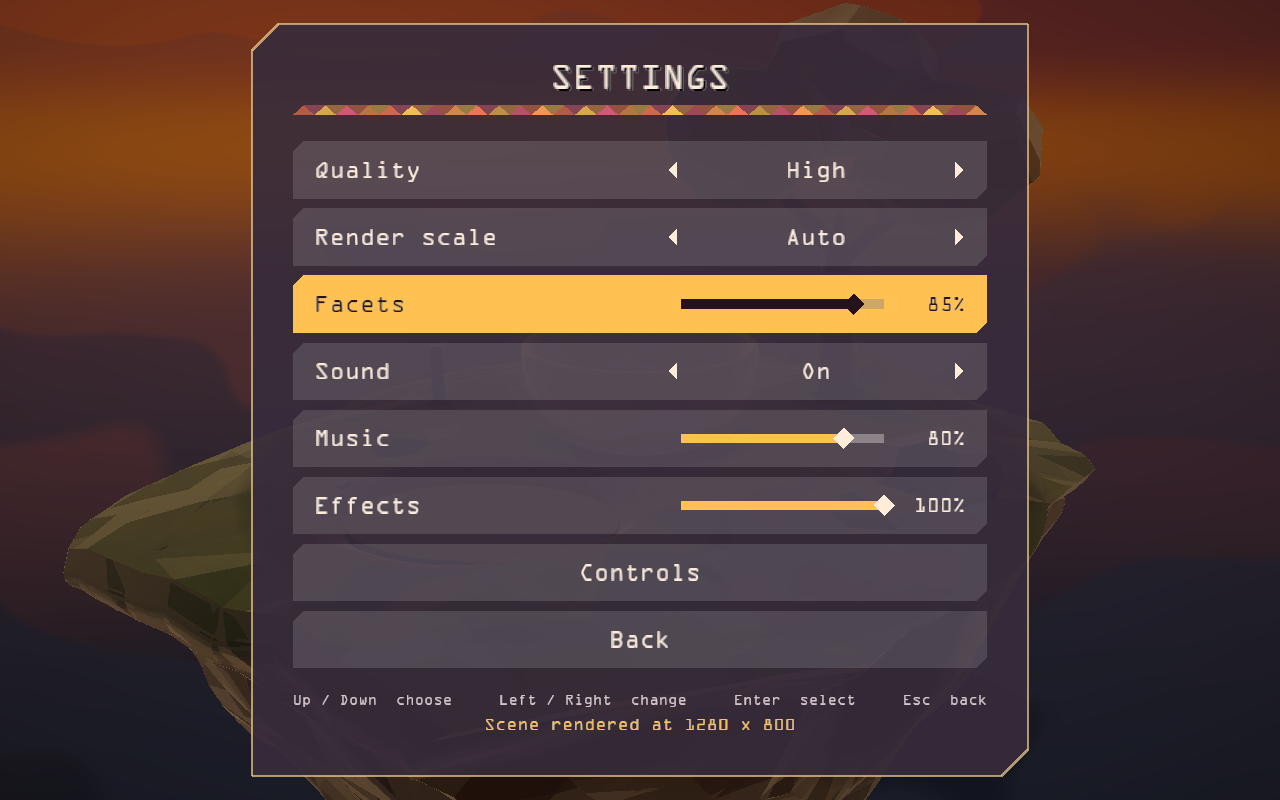 SETTINGS
Quality High
Render scale Auto
Facets 85%
Sound On
Music 80%
Effects 100%
Controls
Back
Up / Down choose Left / Right change Enter select Esc back
Scene rendered at 1280 x 800